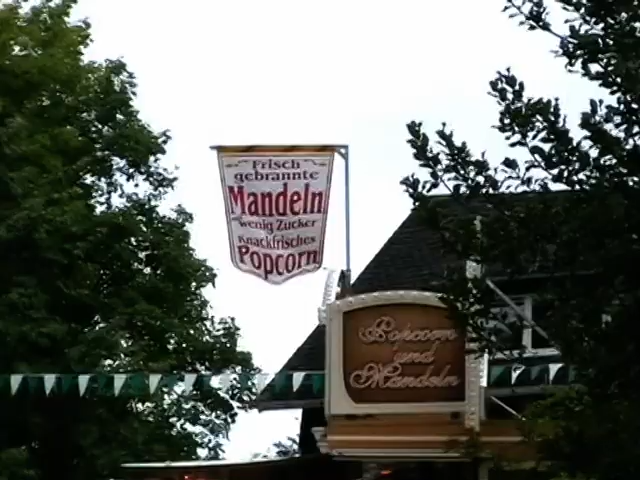 Frisch
gebrannte
Mandeln
wenig Zucker
Knackfrisches
Popcorn
Popcorn
und
Mandeln